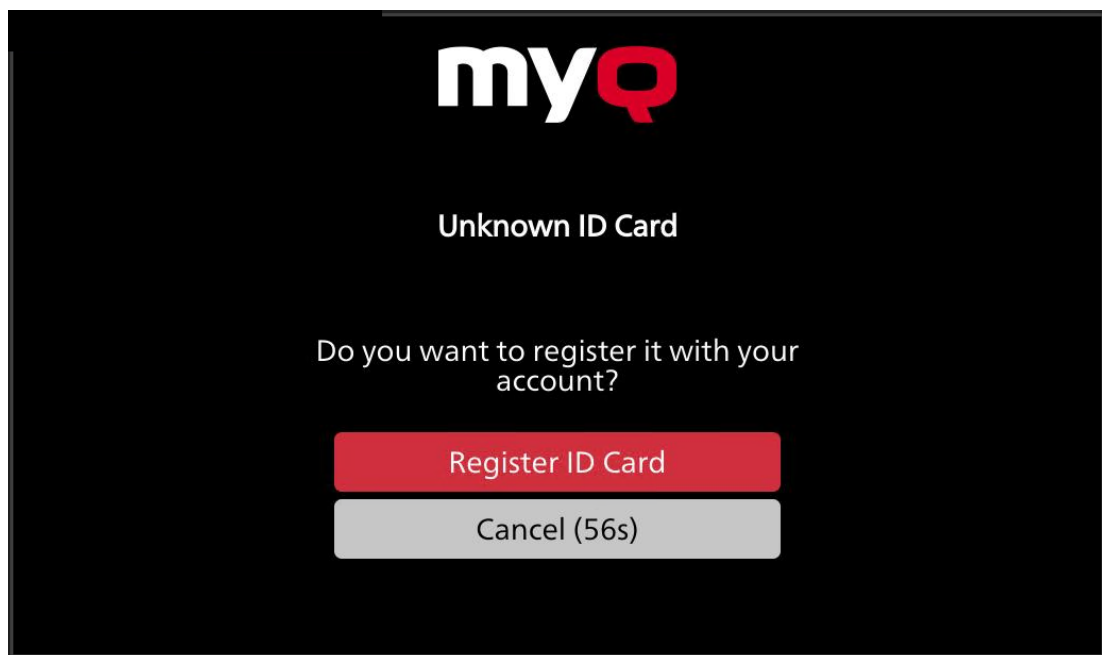 myQ
Unknown ID Card
Do you want to register it with your
account?
Register ID Card
Cancel (56s)